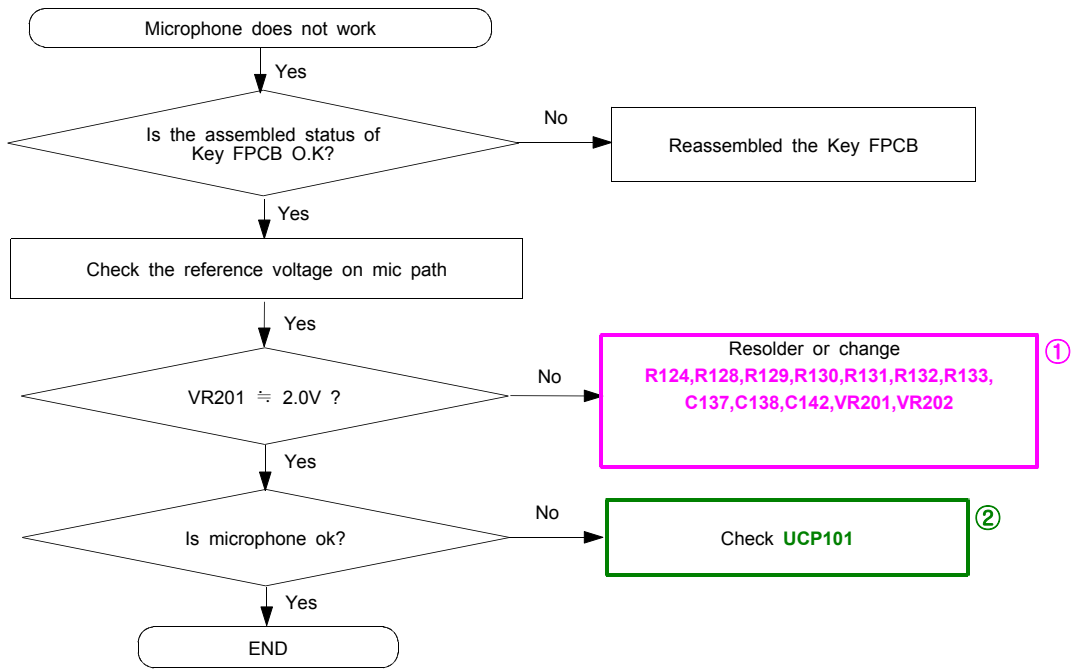 Microphone does not work
Yes
Is the assembled status of
Key FPCB O.K?
No
Reassembled the Key FPCB
Yes
Check the reference voltage on mic path
Yes
VR201 ≒ 2.0V ?
No
Resolder or change
R124,R128,R129,R130,R131,R132,R133,
C137,C138,C142,VR201,VR202
①
Yes
Is microphone ok?
No
Check UCP101
②
Yes
END